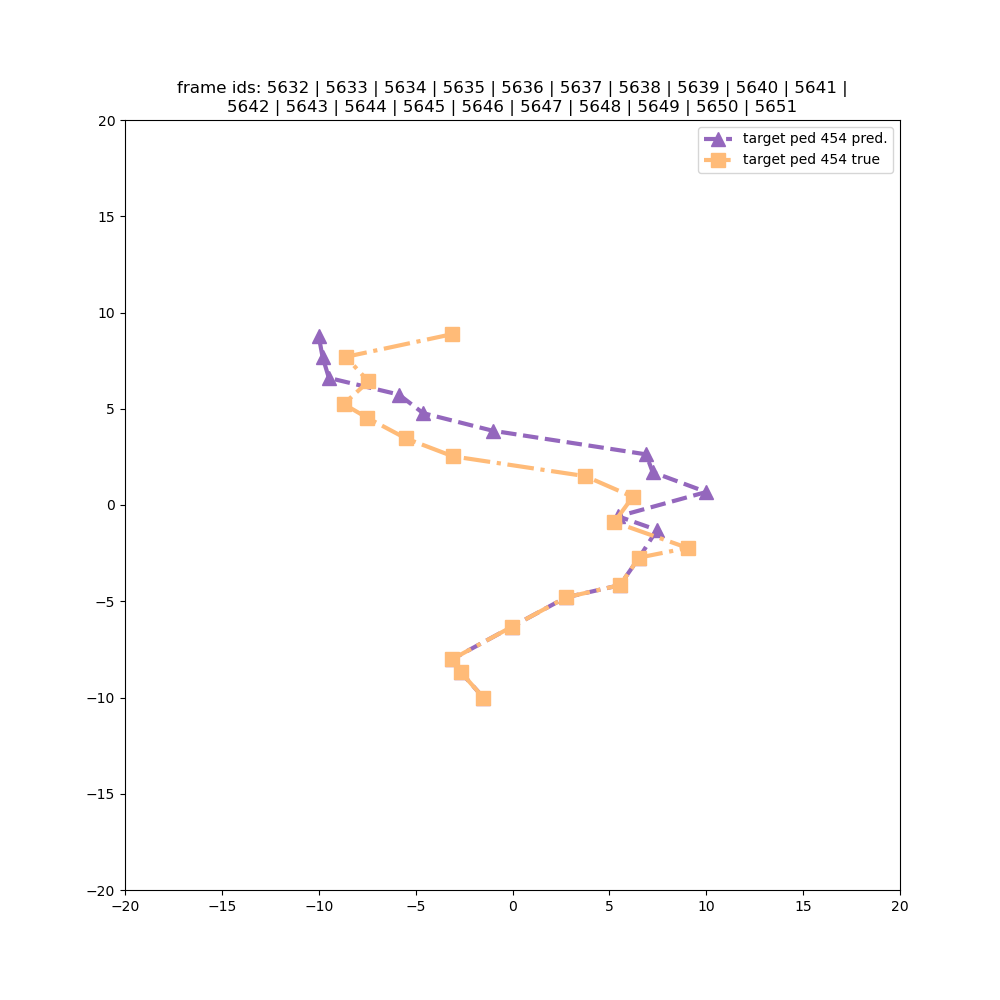 frame ids: 5632 | 5633 | 5634 | 5635 | 5636 | 5637 | 5638 | 5639 | 5640 | 5641 |
5642 | 5643 | 5644 | 5645 | 5646 | 5647 | 5648 | 5649 | 5650 | 5651
target ped 454 pred.
target ped 454 true
20
15
10
5
0
−5
−10
−15
−20
−20 −15 −10 −5 0 5 10 15 20